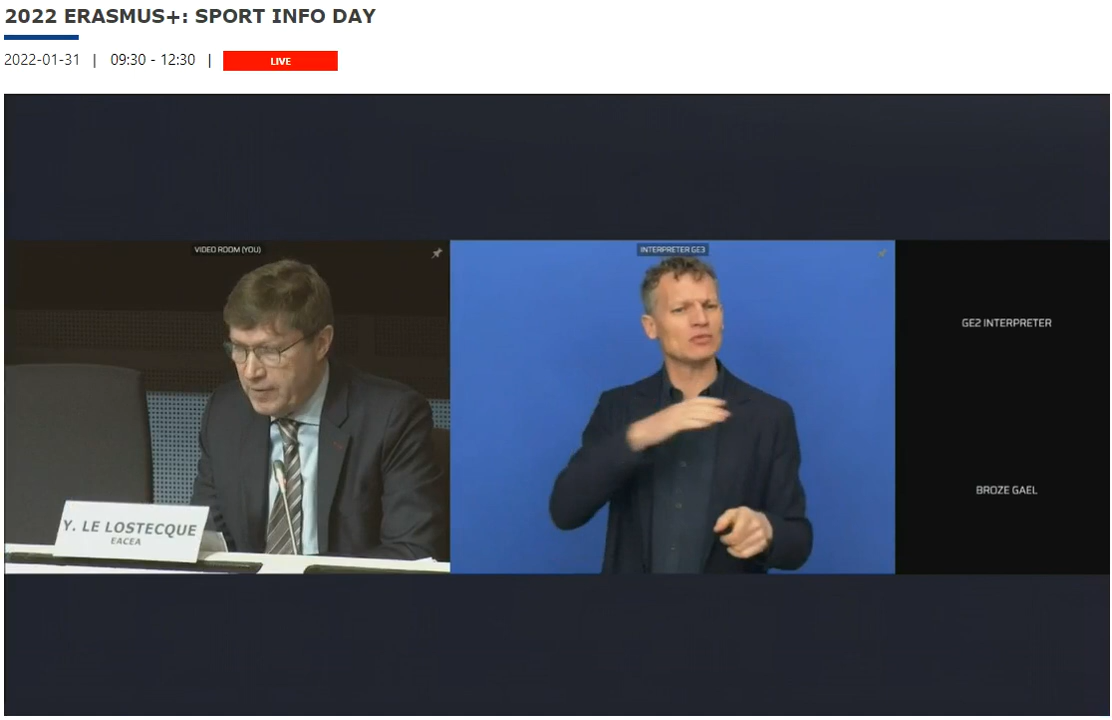 2022 ERASMUS+: SPORT INFO DAY
2022-01-31 | 09:30 - 12:30 | LIVE
VIDEO ROOM (YOU)
INTERPRETER GE3
GE2 INTERPRETER
BROZE GAEL
Y. LE LOSTECQUE
EACEA